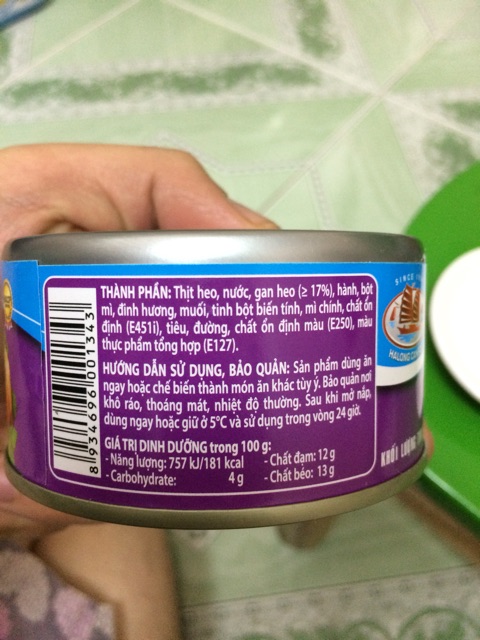 THÀNH PHẦN: Thịt heo, nước, gan heo (≥ 17%), hành, bột
mì, đinh hương, muối, tinh bột biến tính, mì chính, chất ổn
định (E451i), tiêu, đường, chất ổn định màu (E250), màu
thực phẩm tổng hợp (E127).
HƯỚNG DẪN SỬ DỤNG, BẢO QUẢN: Sản phẩm dùng ăn
ngay hoặc chế biến thành món ăn khác tùy ý. Bảo quản nơi
khô ráo, thoáng mát, nhiệt độ thường. Sau khi mở nắp,
dùng ngay hoặc giữ ở 5°C và sử dụng trong vòng 24 giờ.
GIÁ TRỊ DINH DƯỠNG trong 100 g:
- Năng lượng: 757 kJ/181 kcal - Chất đạm: 12 g
- Carbohydrate: 4 g - Chất béo: 13 g
8 934696 001343
SINCE
HALONG
KHỐI LƯỢNG